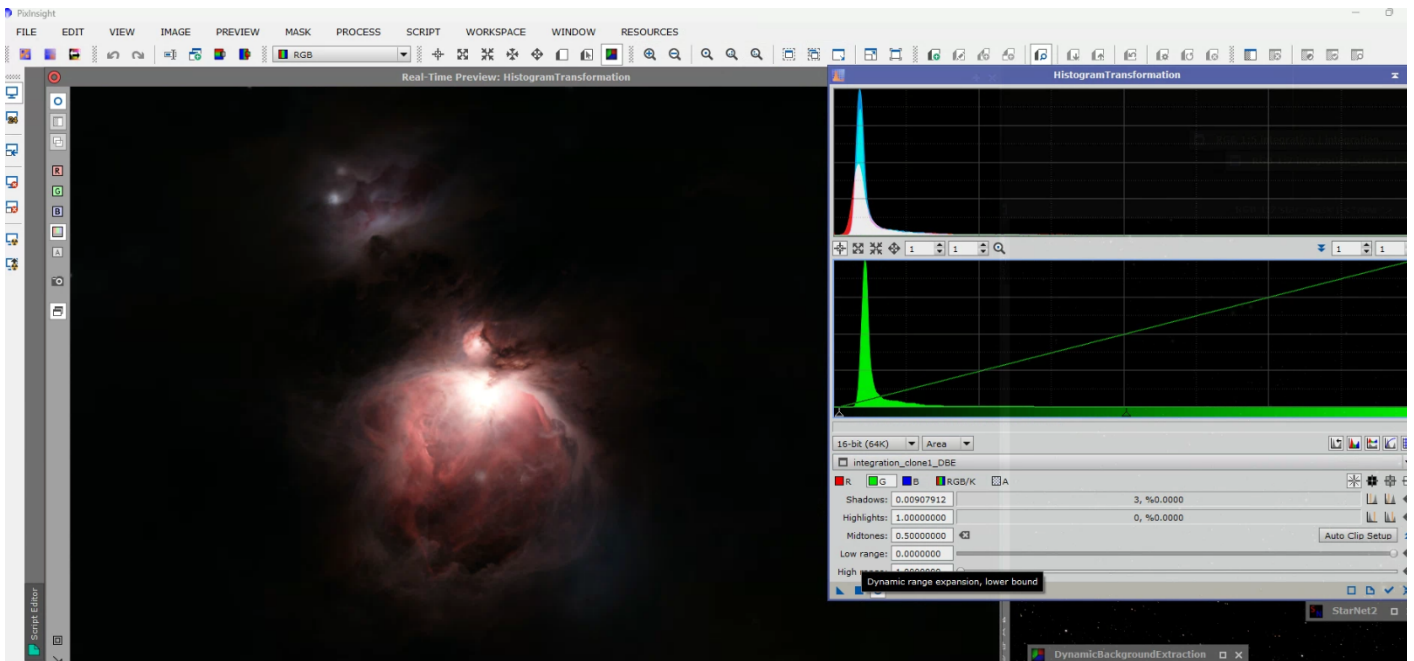 PixInsight
FILE EDIT VIEW IMAGE PREVIEW MASK PROCESS SCRIPT WORKSPACE WINDOW RESOURCES
RGB
Real-Time Preview: HistogramTransformation
HistogramTransformation
R
G
B
A
1 1 1 1
16-bit (64K) Area
integration_clone1_DBE
R G B RGB/K A
Shadows: 0.00907912 3, %0.0000
Highlights: 1.00000000 0, %0.0000
Midtones: 0.50000000 Auto Clip Setup
Low range: 0.0000000
High
Dynamic range expansion, lower bound
Script Editor
StarNet2
DynamicBackgroundExtraction